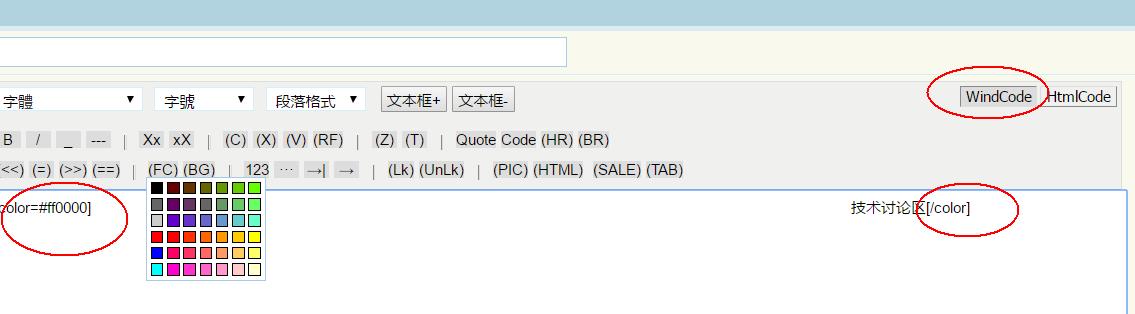 字體 字號 段落格式 文本框+ 文本框- WindCode HtmlCode
B / _ --- Xx xX (C) (X) (V) (RF) (Z) (T) Quote Code (HR) (BR)
<<) (=) (>>) (==) (FC) (BG) 123 ··· →| → (Lk) (UnLk) (PIC) (HTML) (SALE) (TAB)
color=#ff0000] 技术讨论区[/color]